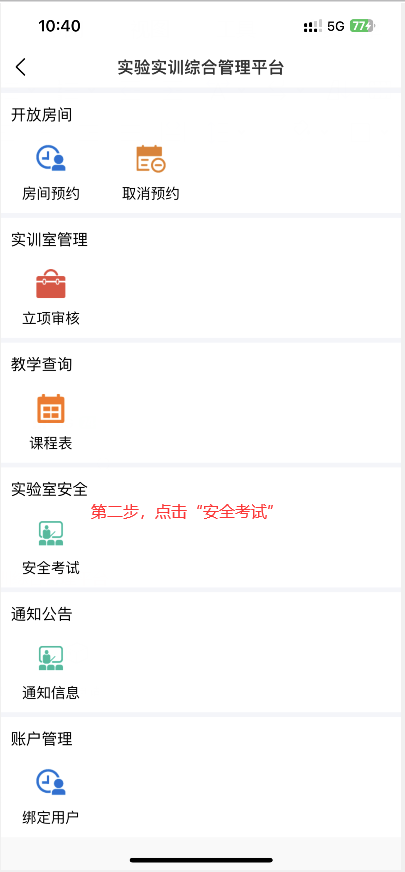 10:40
5G 77
实验实训综合管理平台
开放房间
房间预约 取消预约
实训室管理
立项审核
教学查询
课程表
实验室安全
第二步，点击“安全考试”
安全考试
通知公告
通知信息
账户管理
绑定用户